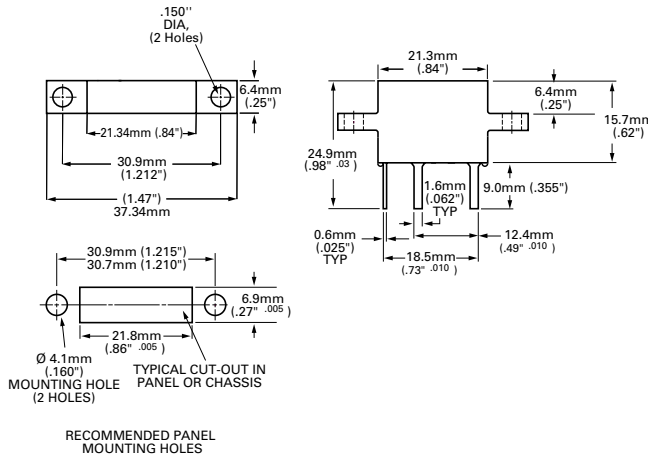 .150"
DIA,
(2 Holes)
6.4mm
(.25")
21.34mm (.84")
30.9mm
(1.212")
(1.47")
37.34mm
21.3mm
(.84")
6.4mm
(.25")
15.7mm
(.62")
24.9mm
(.98" .03 )
1.6mm
(.062")
TYP
9.0mm (.355")
0.6mm
(.025")
TYP
12.4mm
(.49" .010 )
18.5mm
(.73" .010 )
30.9mm (1.215")
30.7mm (1.210")
6.9mm
(.27" .005 )
21.8mm
(.86" .005 )
Ø 4.1mm
(.160")
MOUNTING HOLE
(2 HOLES)
TYPICAL CUT-OUT IN
PANEL OR CHASSIS
RECOMMENDED PANEL
MOUNTING HOLES